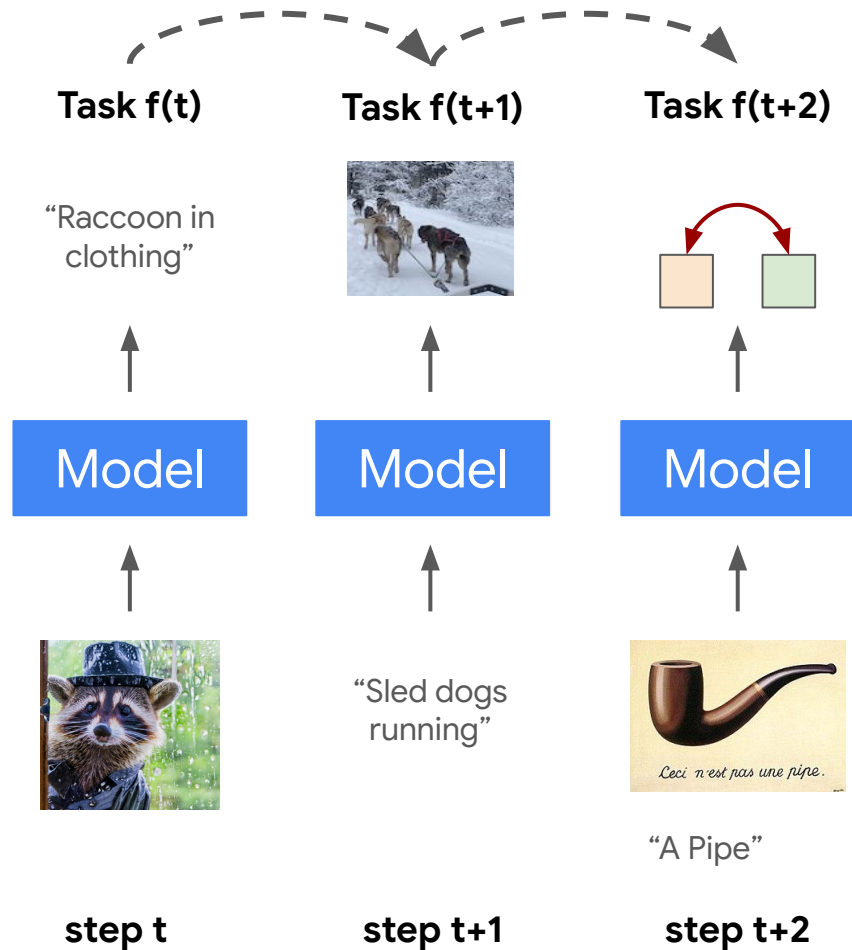 Task f(t)
Task f(t+1)
Task f(t+2)
“Raccoon in
clothing”
Model
Model
Model
“Sled dogs
running”
Ceci n'est pas une pipe.
“A Pipe”
step t
step t+1
step t+2